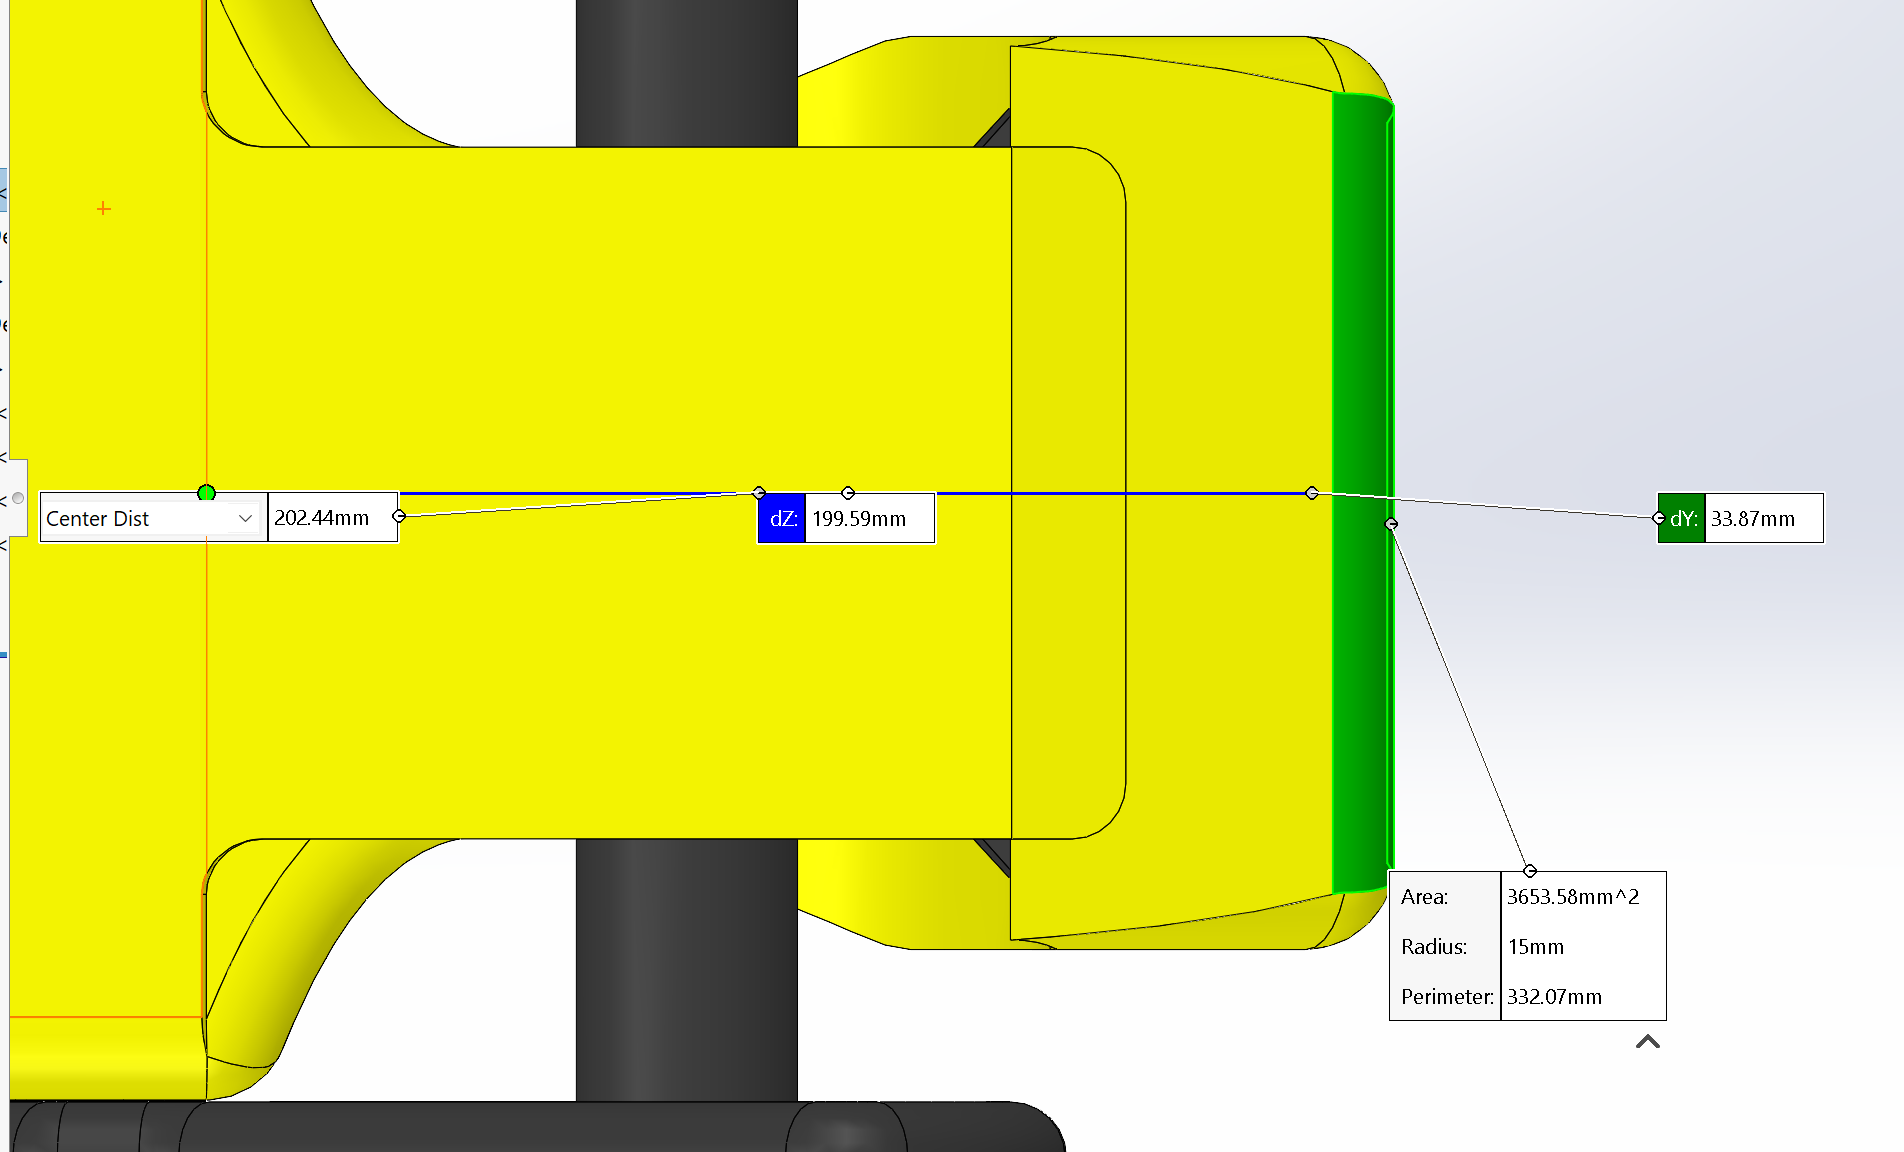 Center Dist 202.44mm
dZ: 199.59mm
dY: 33.87mm
Area: 3653.58mm^2
Radius: 15mm
Perimeter: 332.07mm